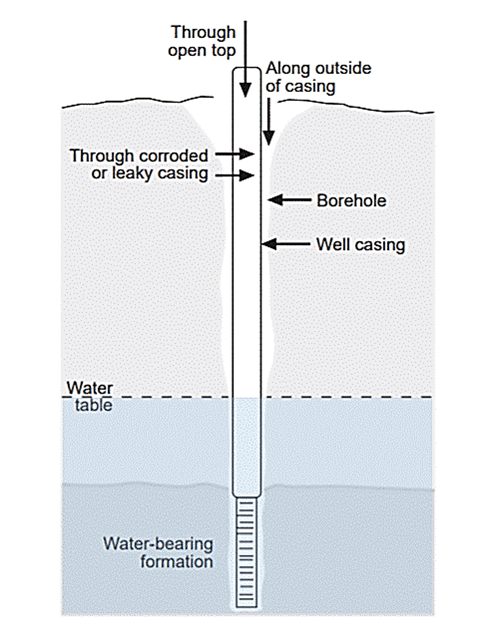 Through
open top
Along outside
of casing
Through corroded
or leaky casing
Borehole
Well casing
Water
table
Water-bearing
formation